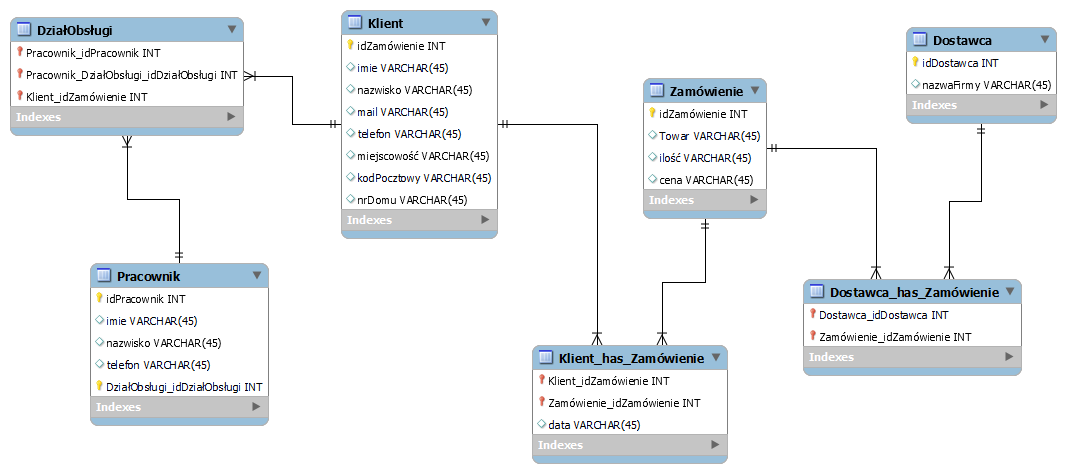 DziałObsługi
Pracownik_idPracownik INT
Pracownik_DziałObsługi_idDziałObsługi INT
Klient_idZamówienie INT
Indexes
Klient
idZamówienie INT
imie VARCHAR(45)
nazwisko VARCHAR(45)
mail VARCHAR(45)
telefon VARCHAR(45)
miejscowość VARCHAR(45)
kodPocztowy VARCHAR(45)
nrDomu VARCHAR(45)
Indexes
Zamówienie
idZamówienie INT
Towar VARCHAR(45)
ilość VARCHAR(45)
cena VARCHAR(45)
Indexes
Dostawca
idDostawca INT
nazwaFirmy VARCHAR(45)
Indexes
Pracownik
idPracownik INT
imie VARCHAR(45)
nazwisko VARCHAR(45)
telefon VARCHAR(45)
DziałObsługi_idDziałObsługi INT
Indexes
Klient_has_Zamówienie
Klient_idZamówienie INT
Zamówienie_idZamówienie INT
data VARCHAR(45)
Indexes
Dostawca_has_Zamówienie
Dostawca_idDostawca INT
Zamówienie_idZamówienie INT
Indexes